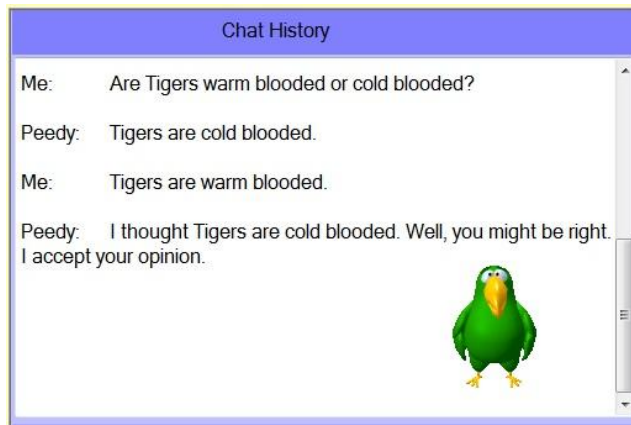 Chat History
Me: Are Tigers warm blooded or cold blooded?
Peedy: Tigers are cold blooded.
Me: Tigers are warm blooded.
Peedy: I thought Tigers are cold blooded. Well, you might be right.
I accept your opinion.